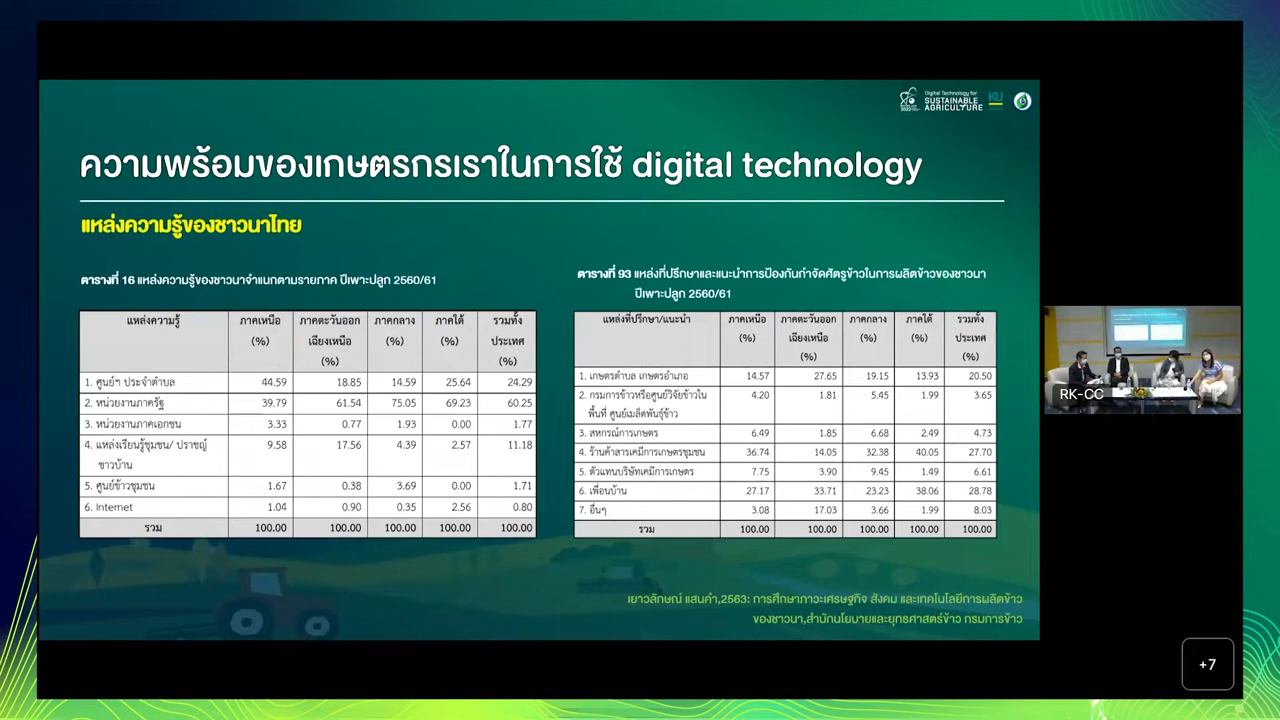 Digital Technology for
SUSTAINABLE
AGRICULTURE
KU
ความพร้อมของเกษตรกรเราในการใช้ digital technology
แหล่งความรู้ของชาวนาไทย
ตารางที่ 16 แหล่งความรู้ของชาวนาจำแนกตามรายภาค ปีเพาะปลูก 2560/61
แหล่งความรู้ ภาคเหนือ (%) ภาคตะวันออกเฉียงเหนือ (%) ภาคกลาง (%) ภาคใต้ (%) รวมทั้งประเทศ (%)
1. ศูนย์ฯ ประจำตำบล 44.59 18.85 14.59 25.64 24.29
2. หน่วยงานภาครัฐ 39.79 61.54 75.05 69.23 60.25
3. หน่วยงานภาคเอกชน 3.33 0.77 1.93 0.00 1.77
4. แหล่งเรียนรู้ชุมชน/ ปราชญ์ 9.58 17.56 4.39 2.57 11.18
ชาวบ้าน
5. ศูนย์ข้าวชุมชน 1.67 0.38 3.69 0.00 1.71
6. Internet 1.04 0.90 0.35 2.56 0.80
รวม 100.00 100.00 100.00 100.00 100.00
ตารางที่ 93 แหล่งที่ปรึกษาและแนะนำการป้องกันกำจัดศัตรูข้าวในการผลิตข้าวของชาวนา
ปีเพาะปลูก 2560/61
แหล่งที่ปรึกษา/แนะนำ ภาคเหนือ (%) ภาคตะวันออกเฉียงเหนือ (%) ภาคกลาง (%) ภาคใต้ (%) รวมทั้งประเทศ (%)
1. เกษตรตำบล เกษตรอำเภอ 14.57 27.65 19.15 13.93 20.50
2. กรมการข้าวหรือศูนย์วิจัยข้าวใน 4.20 1.81 5.45 1.99 3.65
พื้นที่ ศูนย์เมล็ดพันธุ์ข้าว
3. สหกรณ์การเกษตร 6.49 1.85 6.68 2.49 4.73
4. ร้านค้าสารเคมีการเกษตรชุมชน 36.74 14.05 32.38 40.05 27.70
5. ตัวแทนบริษัทเคมีการเกษตร 7.75 3.90 9.45 1.49 6.61
6. เพื่อนบ้าน 27.17 33.71 23.23 38.06 28.78
7. อื่นๆ 3.08 17.03 3.66 1.99 8.03
รวม 100.00 100.00 100.00 100.00 100.00
เยาวลักษณ์ แสนคำ,2563: การศึกษาภาวะเศรษฐกิจ สังคม และเทคโนโลยีการผลิตข้าว
ของชาวนา,สำนักนโยบายและยุทธศาสตร์ข้าว กรมการข้าว
RK-CC
+7